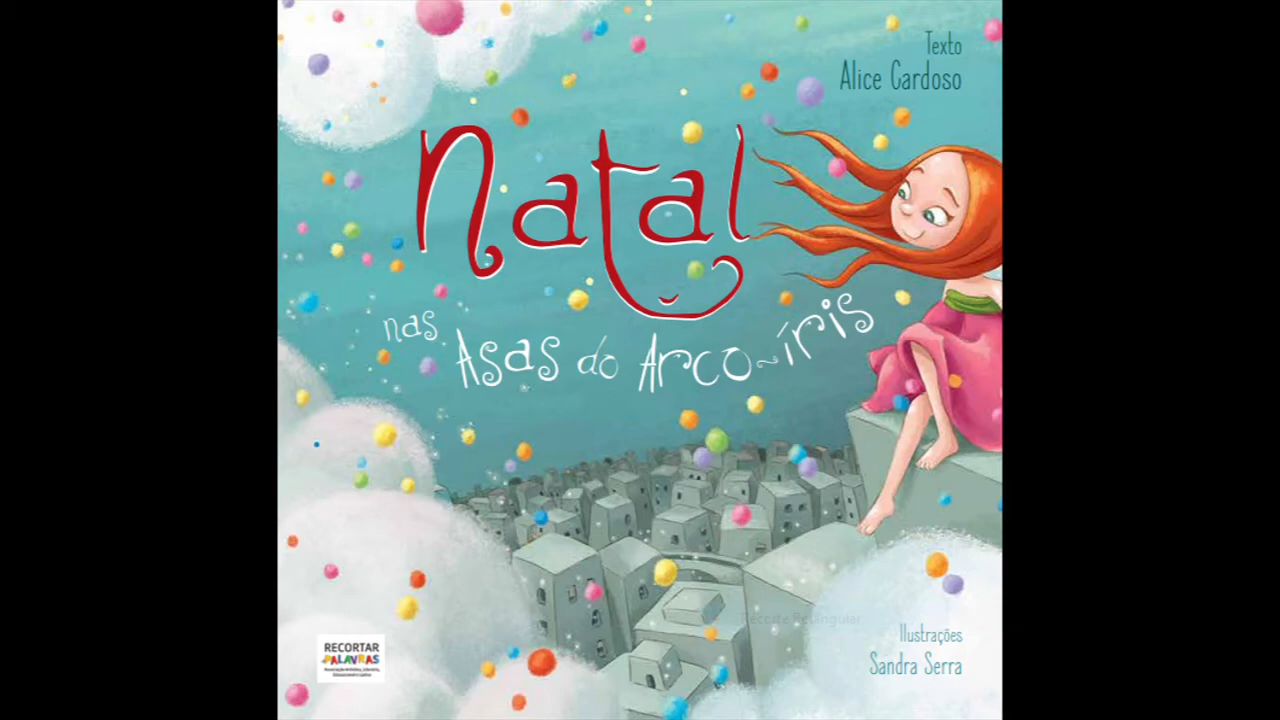 Texto
Alice Cardoso
Natal
nas Asas do Arco-íris
RECORTAR
PALAVRAS
Ilustrações
Sandra Serra